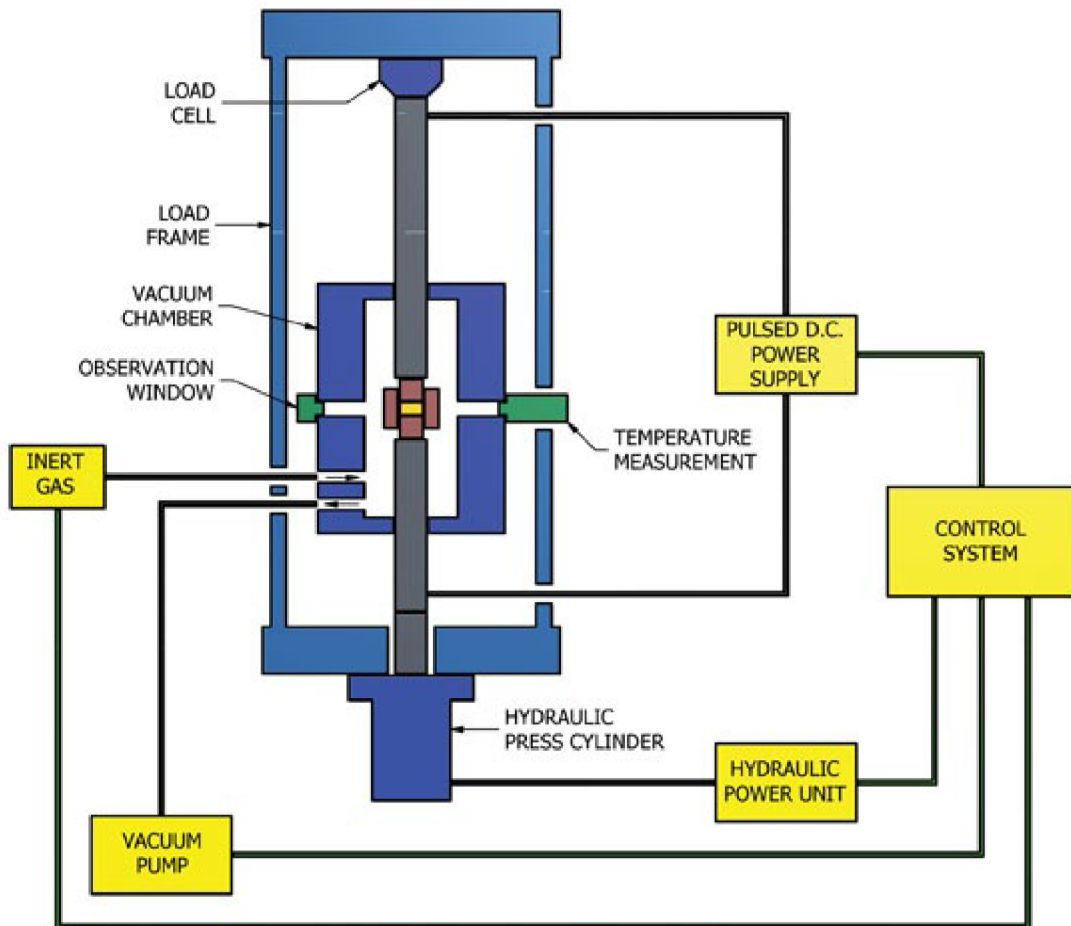 LOAD
CELL
LOAD
FRAME
VACUUM
CHAMBER
OBSERVATION
WINDOW
PULSED D.C.
POWER
SUPPLY
TEMPERATURE
MEASUREMENT
INERT
GAS
CONTROL
SYSTEM
HYDRAULIC
PRESS CYLINDER
HYDRAULIC
POWER UNIT
VACUUM
PUMP